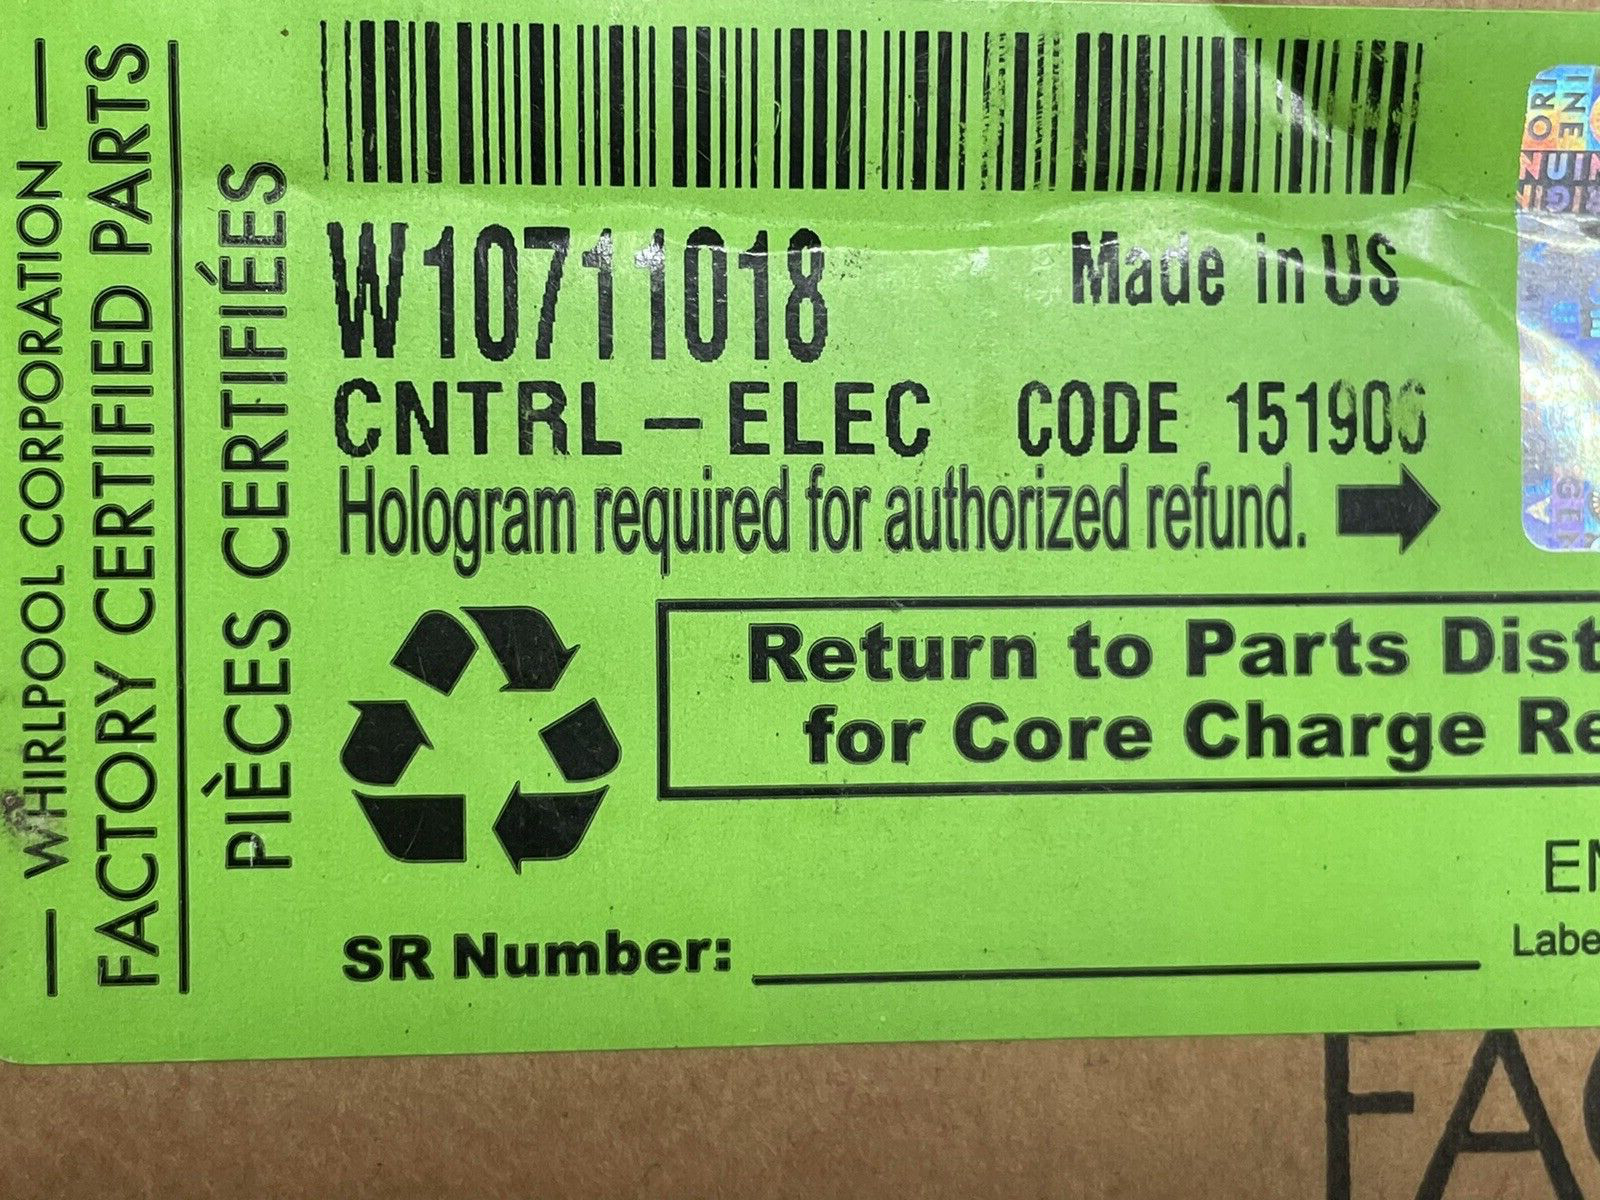 WHIRLPOOL CORPORATION
FACTORY CERTIFIED PARTS
PIÈCES CERTIFIÉES
W10711018 Made in US
CNTRL-ELEC CODE 151906
Hologram required for authorized refund.
Return to Parts Dist
for Core Charge Re
SR Number:
EN
Labe
FAC